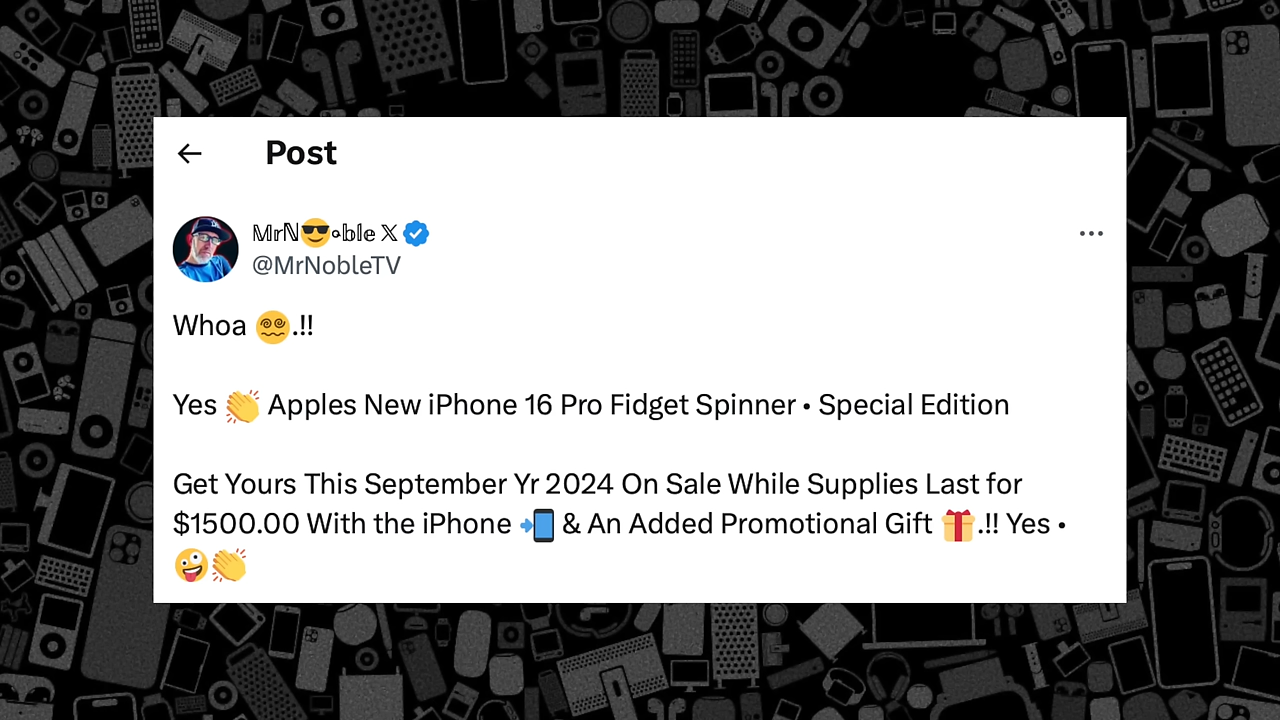 ← Post
𝕄𝕣ℕ😎𝕠𝕓𝕝𝕖 𝕏
@MrNobleTV
Whoa 😵‍💫.!!
Yes 👏 Apples New iPhone 16 Pro Fidget Spinner • Special Edition
Get Yours This September Yr 2024 On Sale While Supplies Last for
$1500.00 With the iPhone 📲 & An Added Promotional Gift 🎁.!! Yes •
🤪👏